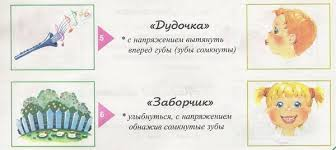 «Дудочка»
5
• с напряжением вытянуть
вперед губы (зубы сомкнуты)
«Заборчик»
6
• улыбнуться, с напряжением
обнажив сомкнутые зубы